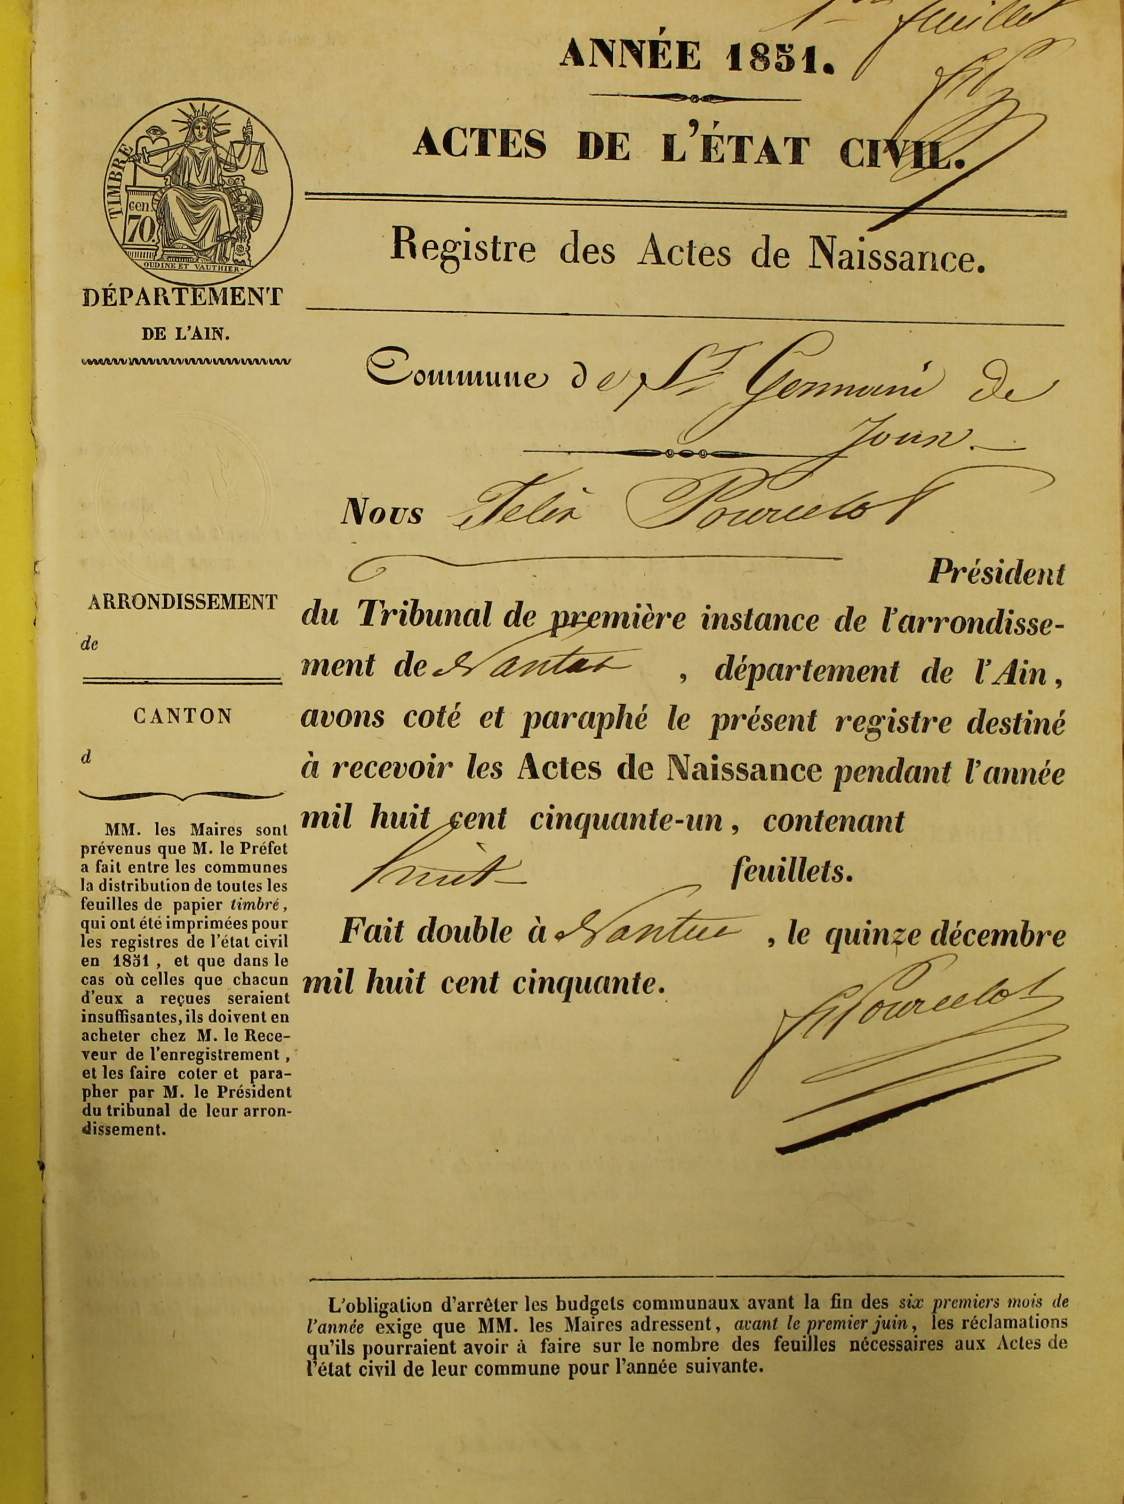 1er feuillet
ANNÉE 1851.
ACTES DE L'ÉTAT CIVIL.
TIMBRE
70 cen.
OUDINÉ ET VAUTHIER
DÉPARTEMENT
DE L'AIN.
Registre des Actes de Naissance.
Commune de St Germain de
Joux.
Nous Felix Pourcelot
Président
du Tribunal de première instance de l'arrondisse-
ment de Nantua , département de l'Ain,
avons coté et paraphé le présent registre destiné
à recevoir les Actes de Naissance pendant l'année
mil huit cent cinquante-un, contenant
huit feuillets.
Fait double à Nantua , le quinze décembre
mil huit cent cinquante.
F Pourcelot
ARRONDISSEMENT
de
CANTON
d
MM. les Maires sont
prévenus que M. le Préfet
a fait entre les communes
la distribution de toutes les
feuilles de papier timbré,
qui ont été imprimées pour
les registres de l'état civil
en 1851, et que dans le
cas où celles que chacun
d'eux a reçues seraient
insuffisantes, ils doivent en
acheter chez M. le Rece-
veur de l'enregistrement,
et les faire coter et para-
pher par M. le Président
du tribunal de leur arron-
dissement.
L'obligation d'arrêter les budgets communaux avant la fin des six premiers mois de
l'année exige que MM. les Maires adressent, avant le premier juin, les réclamations
qu'ils pourraient avoir à faire sur le nombre des feuilles nécessaires aux Actes de
l'état civil de leur commune pour l'année suivante.